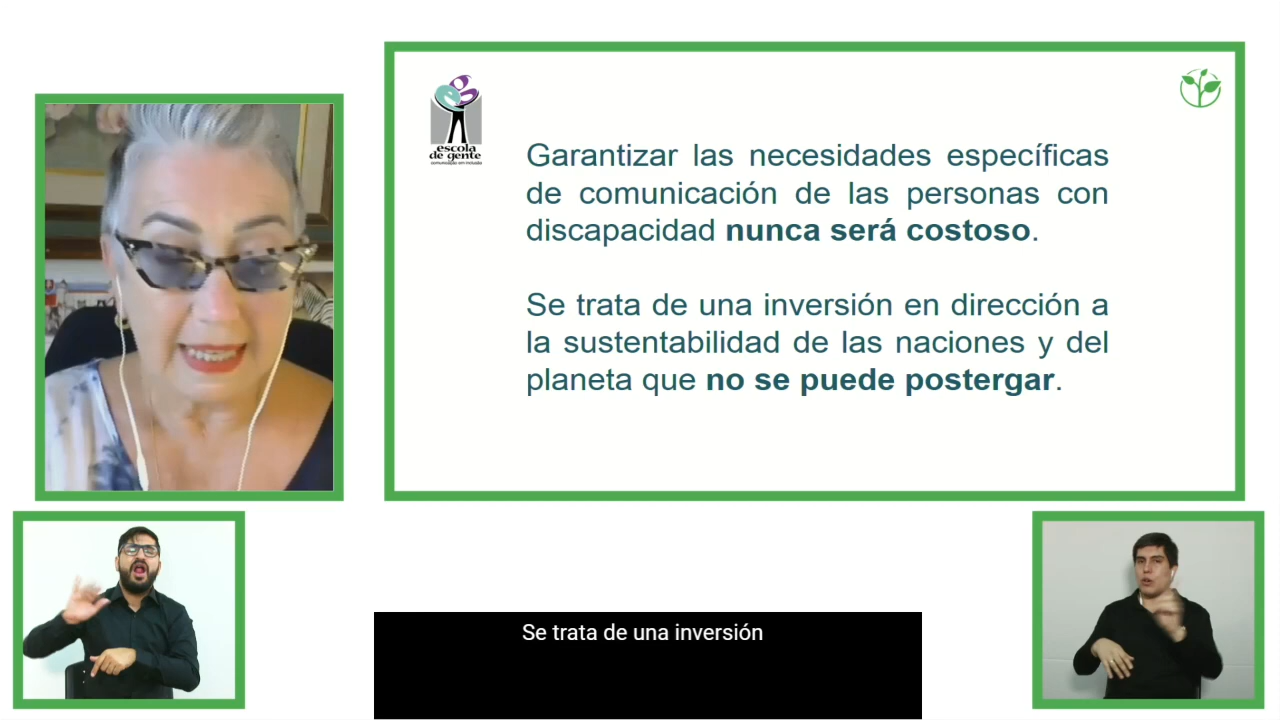 escola
de gente
Garantizar las necesidades específicas
de comunicación de las personas con
discapacidad nunca será costoso.
Se trata de una inversión en dirección a
la sustentabilidad de las naciones y del
planeta que no se puede postergar.
Se trata de una inversión